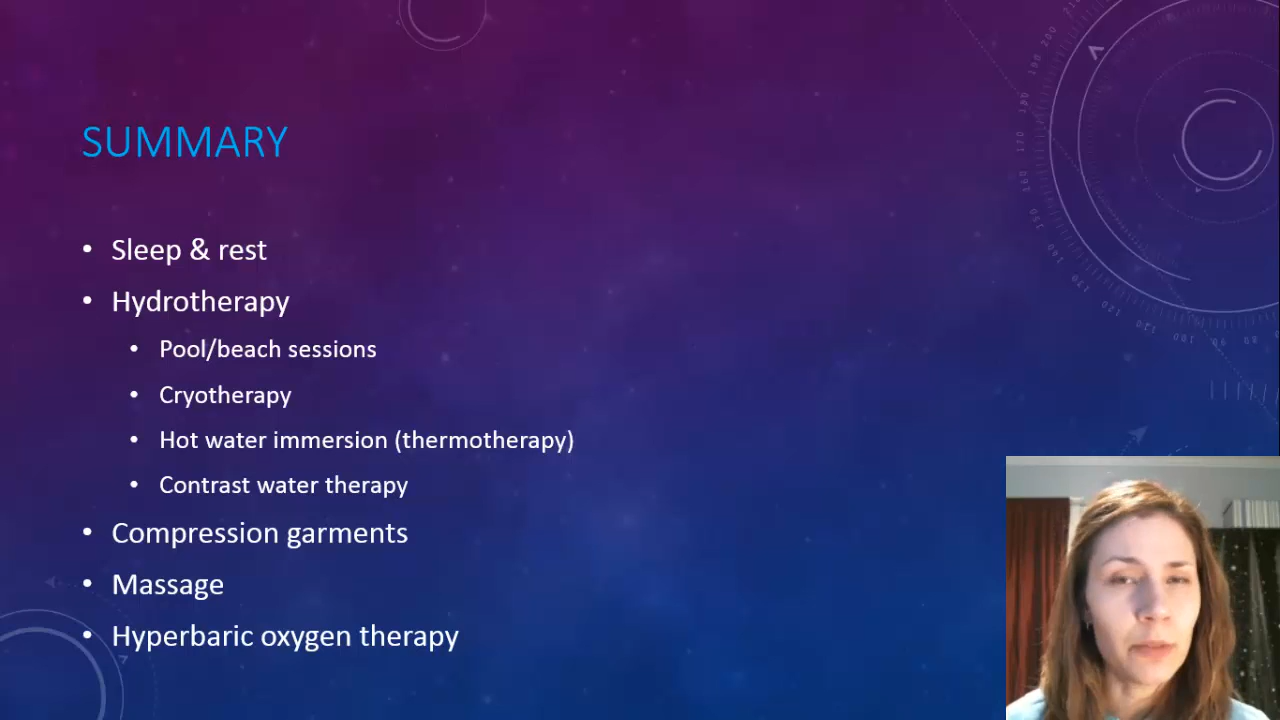 SUMMARY
• Sleep & rest
• Hydrotherapy
• Pool/beach sessions
• Cryotherapy
• Hot water immersion (thermotherapy)
• Contrast water therapy
• Compression garments
• Massage
• Hyperbaric oxygen therapy